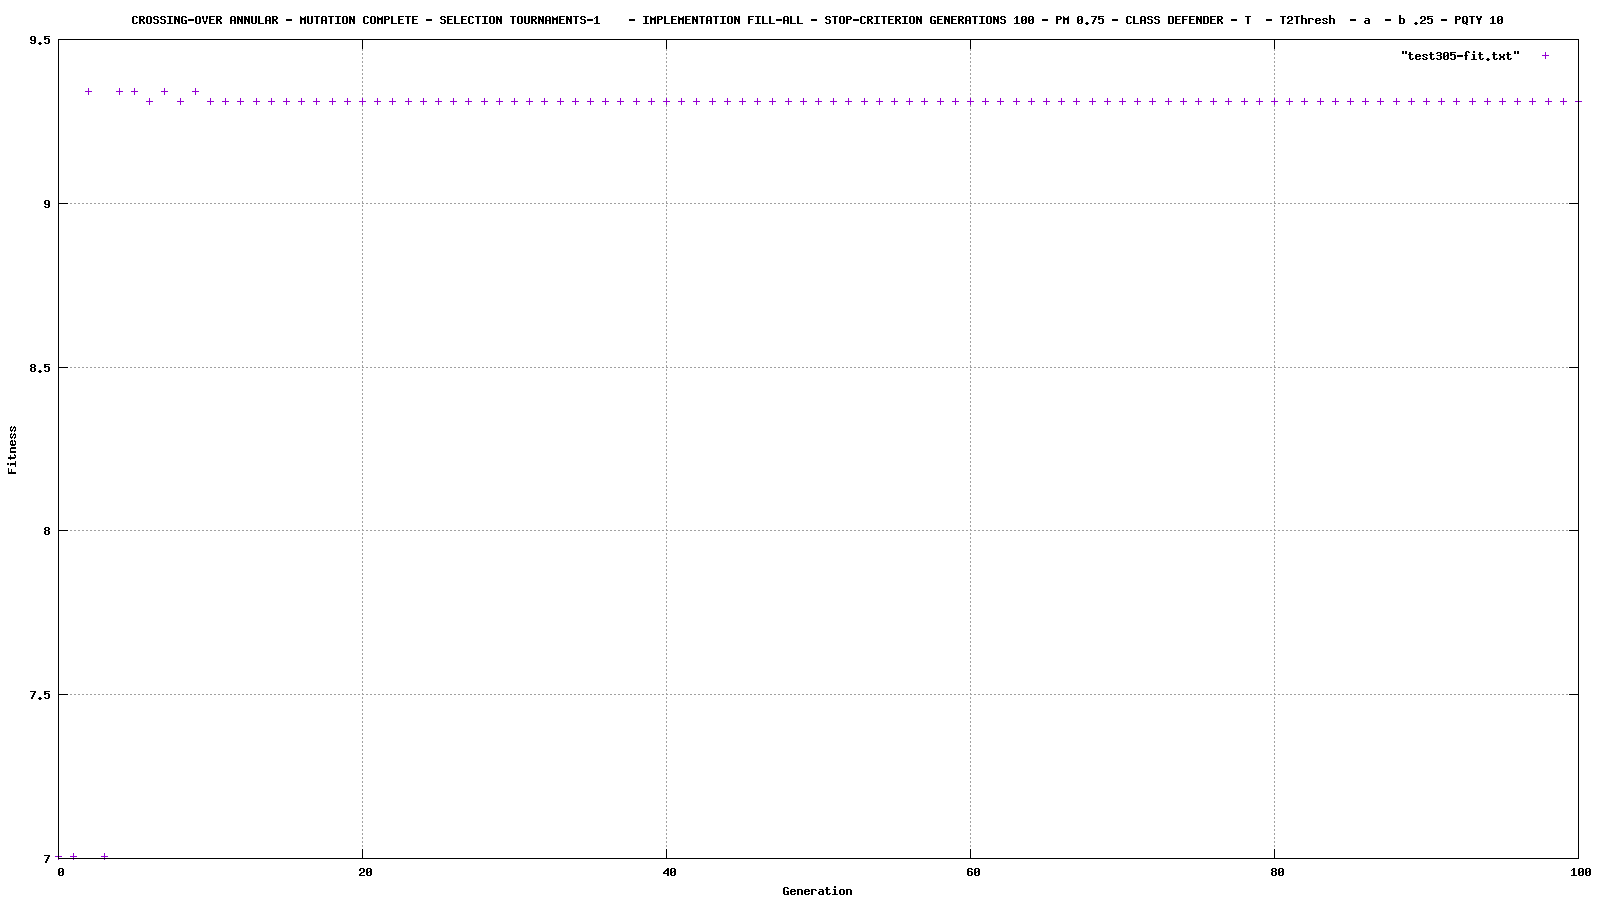 CROSSING-OVER ANNULAR - MUTATION COMPLETE - SELECTION TOURNAMENTS-1    - IMPLEMENTATION FILL-ALL - STOP-CRITERION GENERATIONS 100 - PM 0.75 - CLASS DEFENDER - T  - T2Thresh  - a  - b .25 - PQTY 10
9.5
"test305-fit.txt"
9
8.5
Fitness
8
7.5
7
0 20 40 60 80 100
Generation